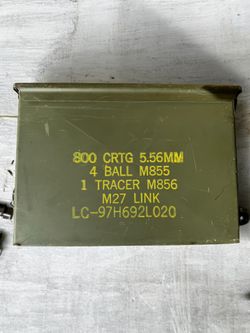 800 CRTG 5.56MM
4 BALL M855
1 TRACER M856
M27 LINK
LC-97H692L020